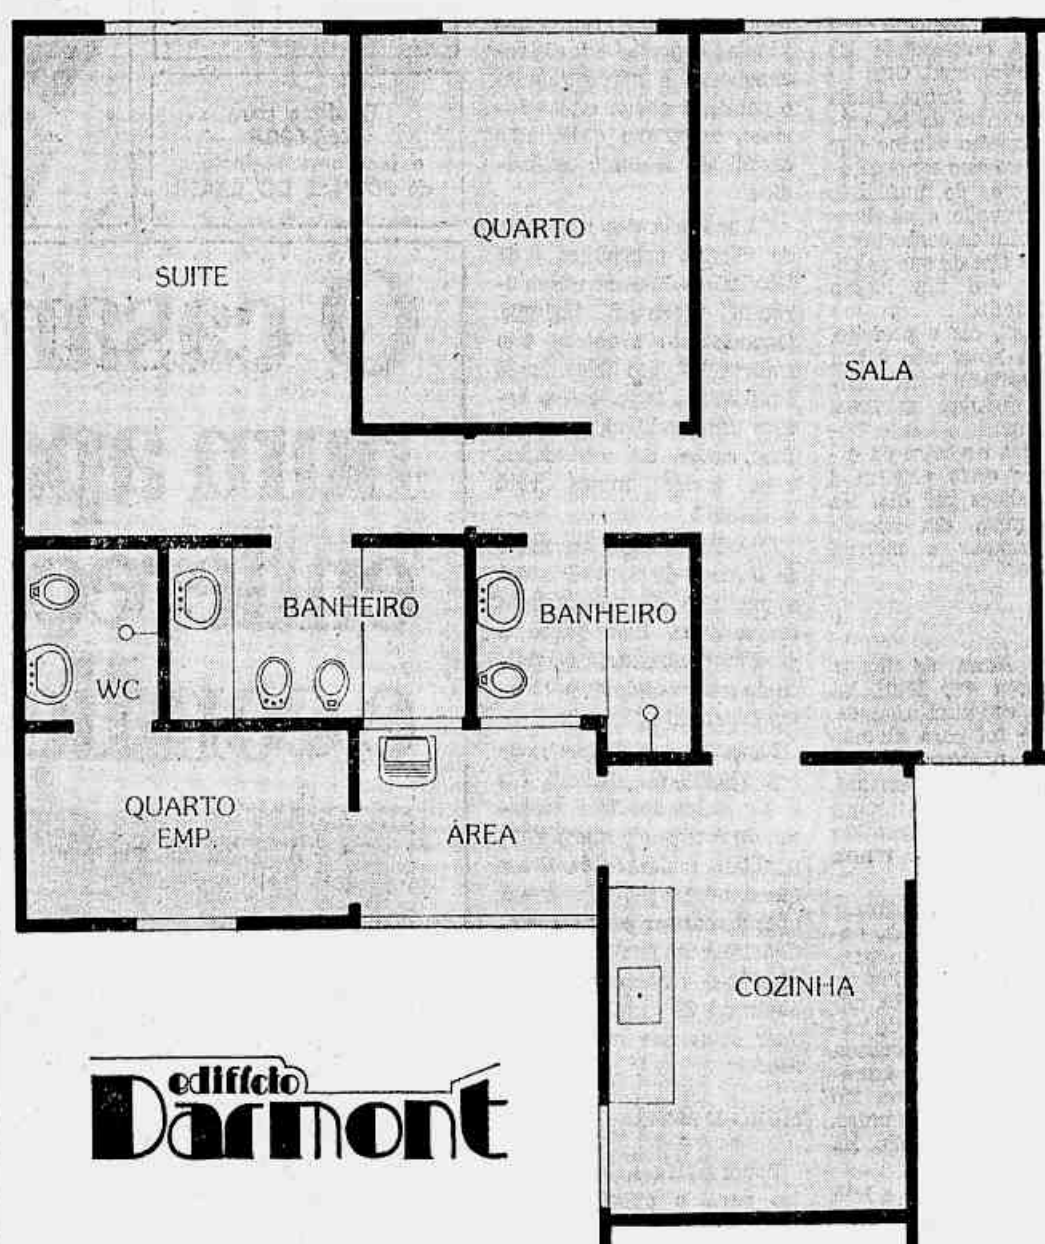 QUARTO
SUITE
SALA
BANHEIRO
BANHEIRO
WC
QUARTO
EMP.
ÁREA
COZINHA
edifício
Darmont